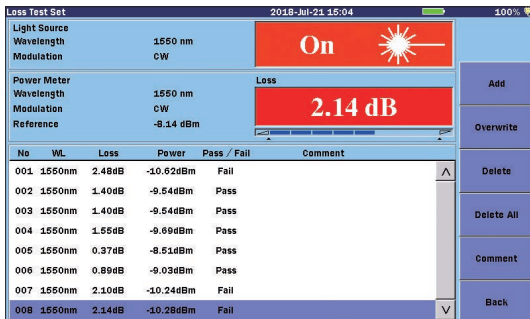 Loss Test Set 2018-Jul-21 15:04 100%
Light Source
Wavelength 1550 nm
Modulation CW
On
Power Meter
Wavelength 1550 nm
Modulation CW
Reference -8.14 dBm
Loss
2.14 dB
No WL Loss Power Pass / Fail Comment
001 1550nm 2.48dB -10.62dBm Fail
002 1550nm 1.40dB -9.54dBm Pass
003 1550nm 1.40dB -9.54dBm Pass
004 1550nm 1.55dB -9.69dBm Pass
005 1550nm 0.37dB -8.51dBm Pass
006 1550nm 0.89dB -9.03dBm Pass
007 1550nm 2.10dB -10.24dBm Fail
008 1550nm 2.14dB -10.28dBm Fail
Add
Overwrite
Delete
Delete All
Comment
Back